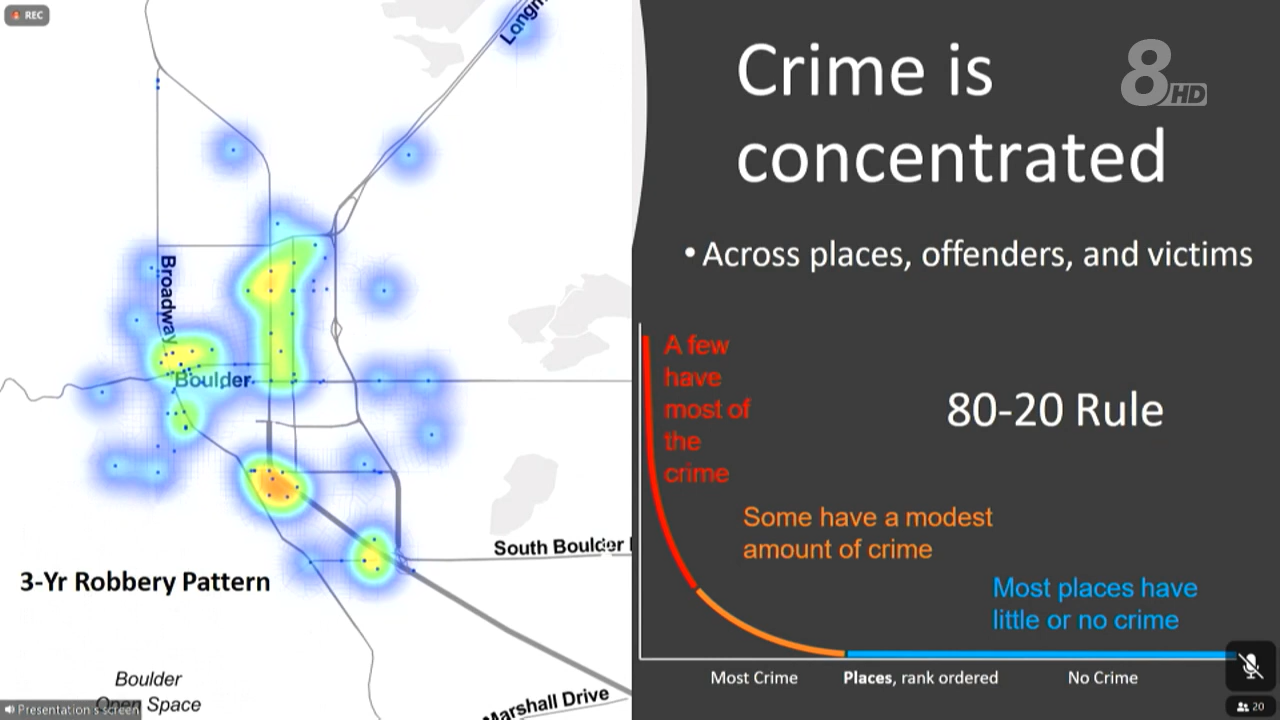 REC
Longm
Broadway
Boulder
South Boulder
3-Yr Robbery Pattern
Boulder
Open Space
Marshall Drive
Presentation's screen
8
HD
Crime is
concentrated
• Across places, offenders, and victims
A few
have
most of
the
crime
80-20 Rule
Some have a modest
amount of crime
Most places have
little or no crime
Most Crime
Places, rank ordered
No Crime
20